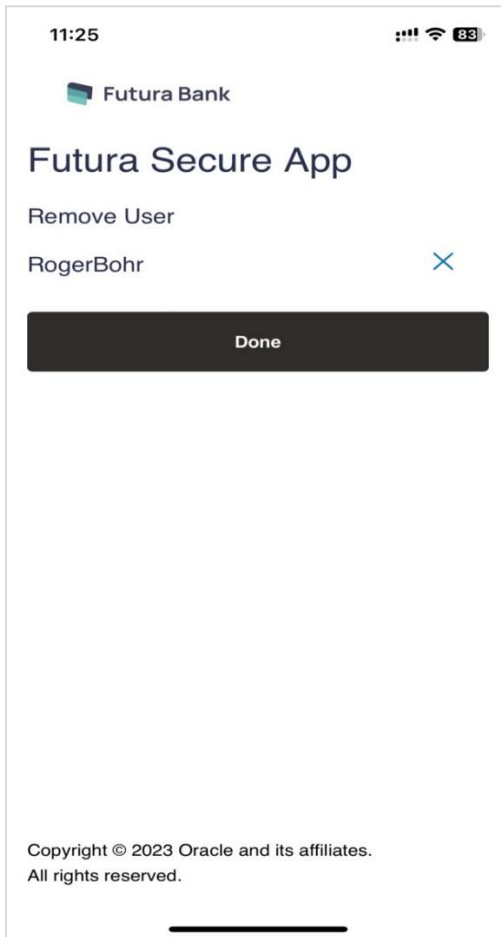 11:25
83
Futura Bank
Futura Secure App
Remove User
RogerBohr
Done
Copyright © 2023 Oracle and its affiliates.
All rights reserved.